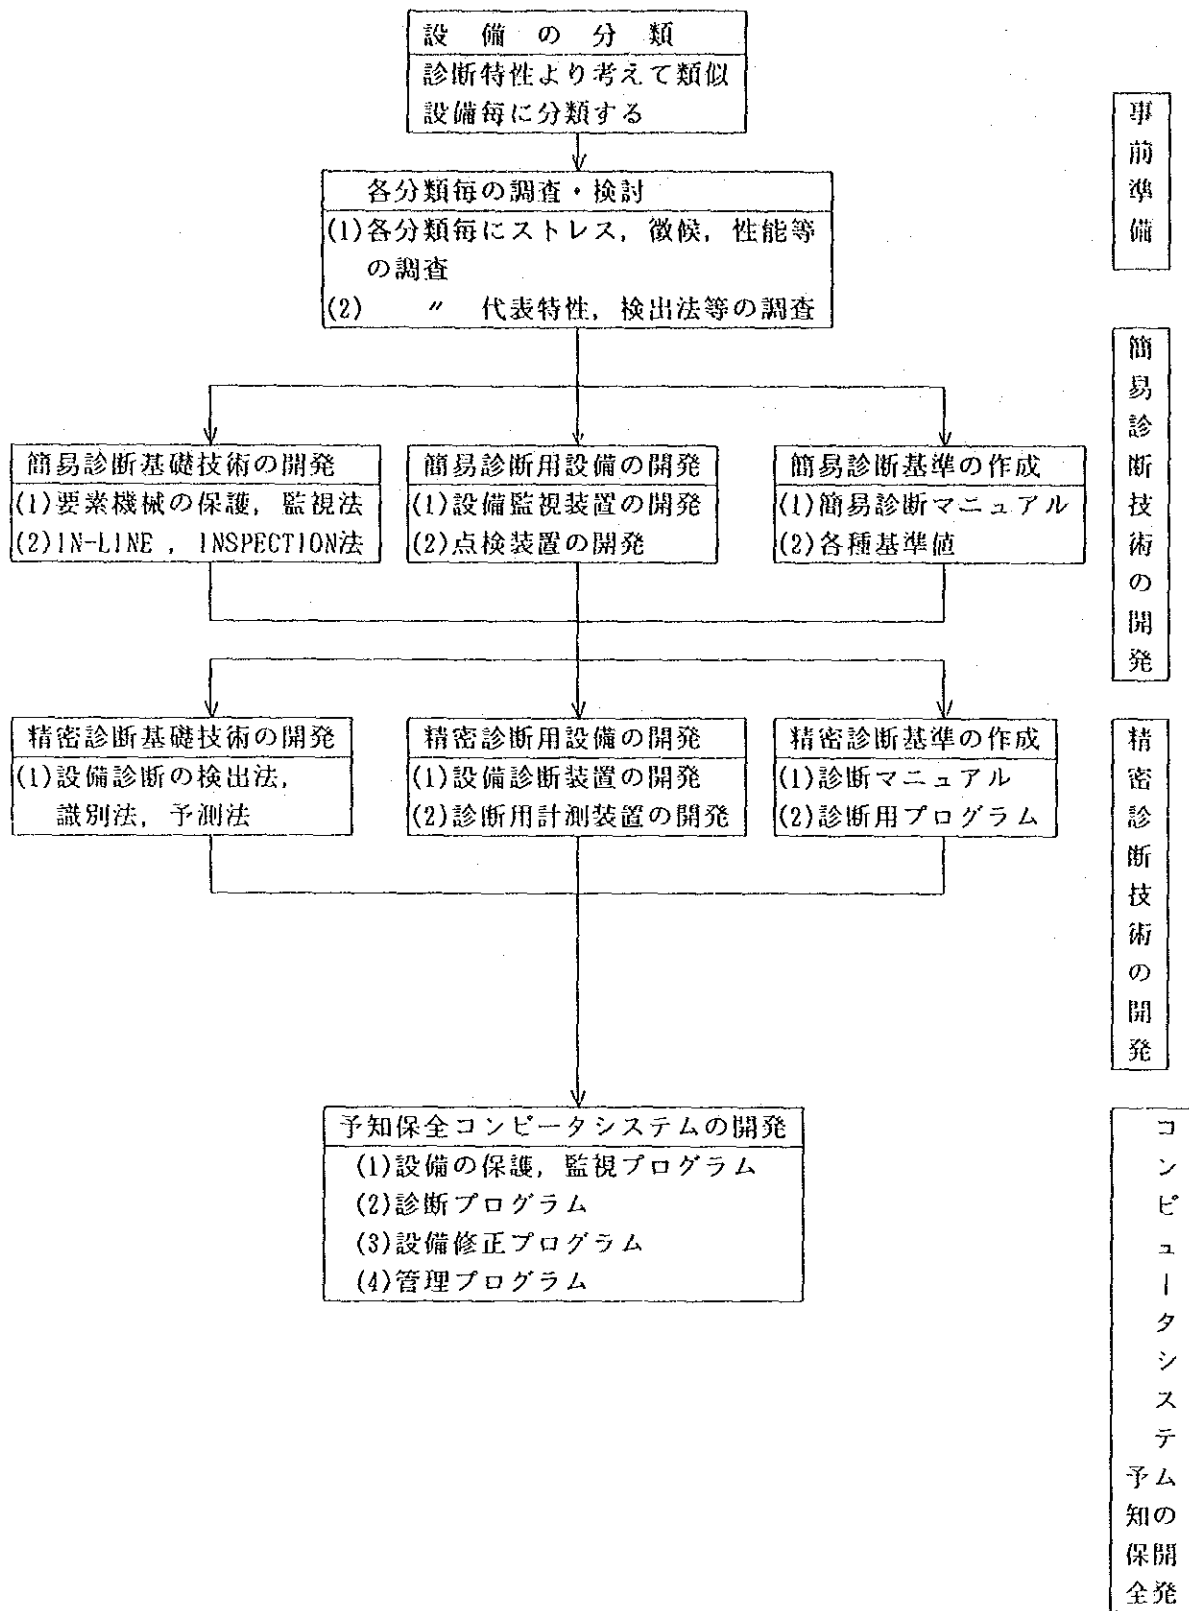 設備の分類
診断特性より考えて類似
設備毎に分類する
各分類毎の調査・検討
(1)各分類毎にストレス, 徴候, 性能等
の調査
(2) 〃 代表特性, 検出法等の調査
簡易診断基礎技術の開発
(1)要素機械の保護, 監視法
(2)IN-LINE , INSPECTION法
簡易診断用設備の開発
(1)設備監視装置の開発
(2)点検装置の開発
簡易診断基準の作成
(1)簡易診断マニュアル
(2)各種基準値
精密診断基礎技術の開発
(1)設備診断の検出法,
識別法, 予測法
精密診断用設備の開発
(1)設備診断装置の開発
(2)診断用計測装置の開発
精密診断基準の作成
(1)診断マニュアル
(2)診断用プログラム
予知保全コンピータシステムの開発
(1)設備の保護, 監視プログラム
(2)診断プログラム
(3)設備修正プログラム
(4)管理プログラム
事前準備
簡易診断技術の開発
精密診断技術の開発
予知保全
コンピュータシステムの開発